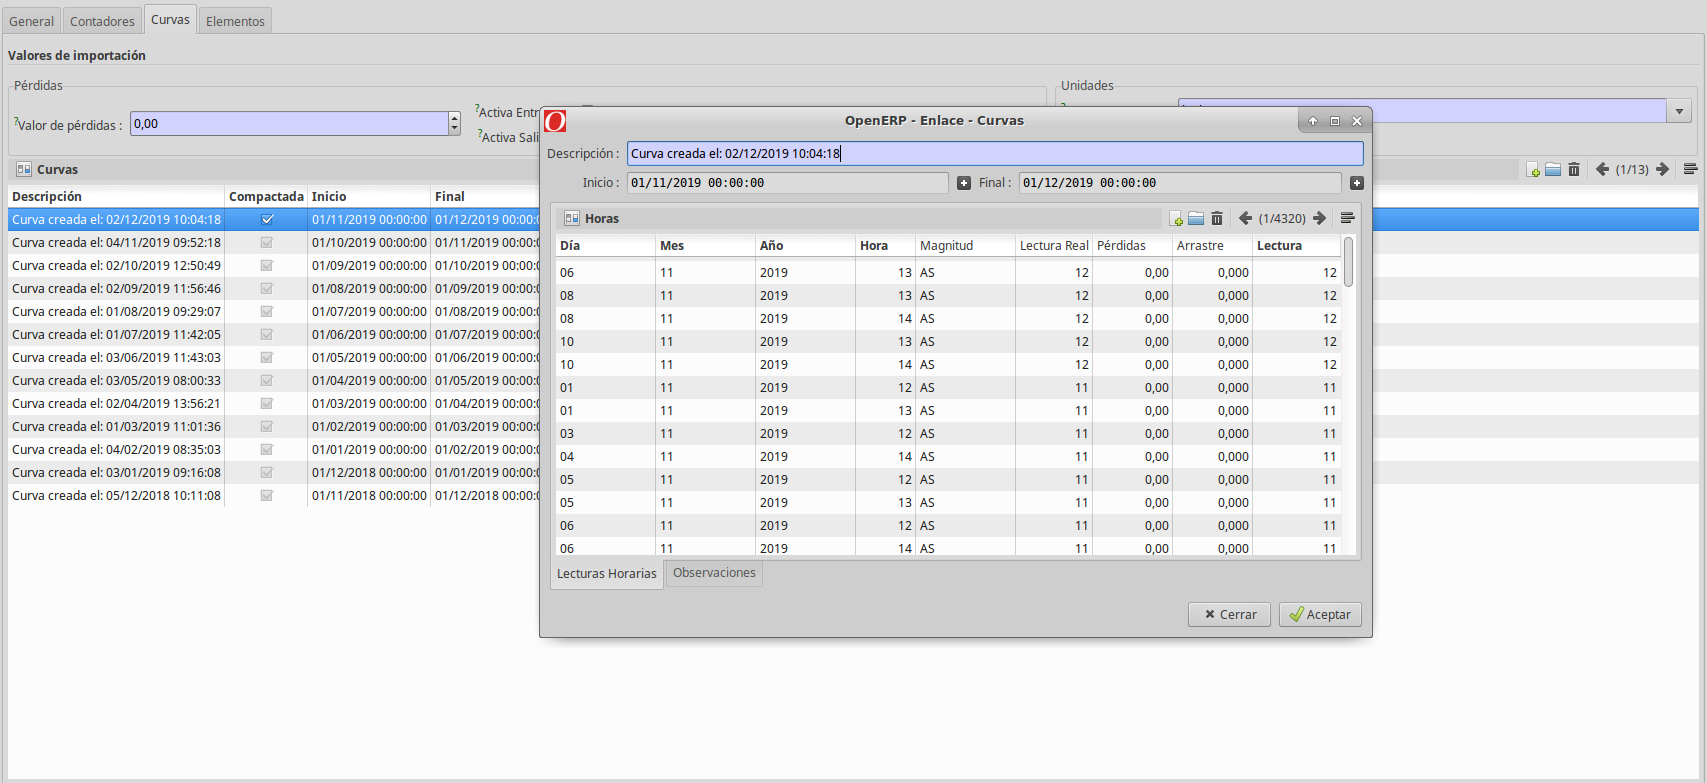 General Contadores Curvas Elementos
Valores de importación
Pérdidas
Unidades
?Valor de pérdidas : 0,00
?Activa Entr
?Activa Sali
Curvas (1/13)
Descripción Compactada Inicio Final
Curva creada el: 02/12/2019 10:04:18 01/11/2019 00:00:00 01/12/2019 00:00:
Curva creada el: 04/11/2019 09:52:18 01/10/2019 00:00:00 01/11/2019 00:00:
Curva creada el: 02/10/2019 12:50:49 01/09/2019 00:00:00 01/10/2019 00:00:
Curva creada el: 02/09/2019 11:56:46 01/08/2019 00:00:00 01/09/2019 00:00:
Curva creada el: 01/08/2019 09:29:07 01/07/2019 00:00:00 01/08/2019 00:00:
Curva creada el: 01/07/2019 11:42:05 01/06/2019 00:00:00 01/07/2019 00:00:
Curva creada el: 03/06/2019 11:43:03 01/05/2019 00:00:00 01/06/2019 00:00:
Curva creada el: 03/05/2019 08:00:33 01/04/2019 00:00:00 01/05/2019 00:00:
Curva creada el: 02/04/2019 13:56:21 01/03/2019 00:00:00 01/04/2019 00:00:
Curva creada el: 01/03/2019 11:01:36 01/02/2019 00:00:00 01/03/2019 00:00:
Curva creada el: 04/02/2019 08:35:03 01/01/2019 00:00:00 01/02/2019 00:00:
Curva creada el: 03/01/2019 09:16:08 01/12/2018 00:00:00 01/01/2019 00:00:
Curva creada el: 05/12/2018 10:11:08 01/11/2018 00:00:00 01/12/2018 00:00:
OpenERP - Enlace - Curvas
Descripción : Curva creada el: 02/12/2019 10:04:18
Inicio : 01/11/2019 00:00:00 Final : 01/12/2019 00:00:00
Horas (1/4320)
Día Mes Año Hora Magnitud Lectura Real Pérdidas Arrastre Lectura
06 11 2019 13 AS 12 0,00 0,000 12
08 11 2019 13 AS 12 0,00 0,000 12
08 11 2019 14 AS 12 0,00 0,000 12
10 11 2019 13 AS 12 0,00 0,000 12
10 11 2019 14 AS 12 0,00 0,000 12
01 11 2019 12 AS 11 0,00 0,000 11
01 11 2019 13 AS 11 0,00 0,000 11
03 11 2019 12 AS 11 0,00 0,000 11
04 11 2019 14 AS 11 0,00 0,000 11
05 11 2019 12 AS 11 0,00 0,000 11
05 11 2019 13 AS 11 0,00 0,000 11
06 11 2019 12 AS 11 0,00 0,000 11
06 11 2019 14 AS 11 0,00 0,000 11
Lecturas Horarias Observaciones
Cerrar Aceptar